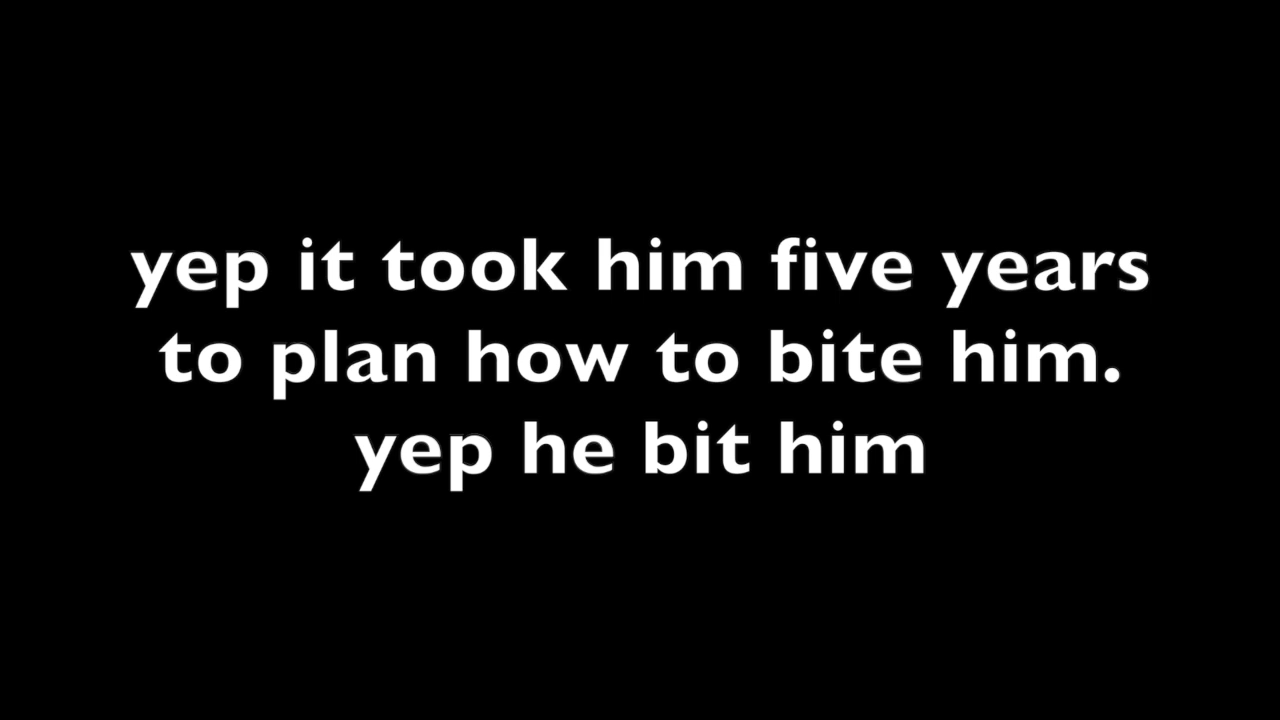 yep it took him five years
to plan how to bite him.
yep he bit him